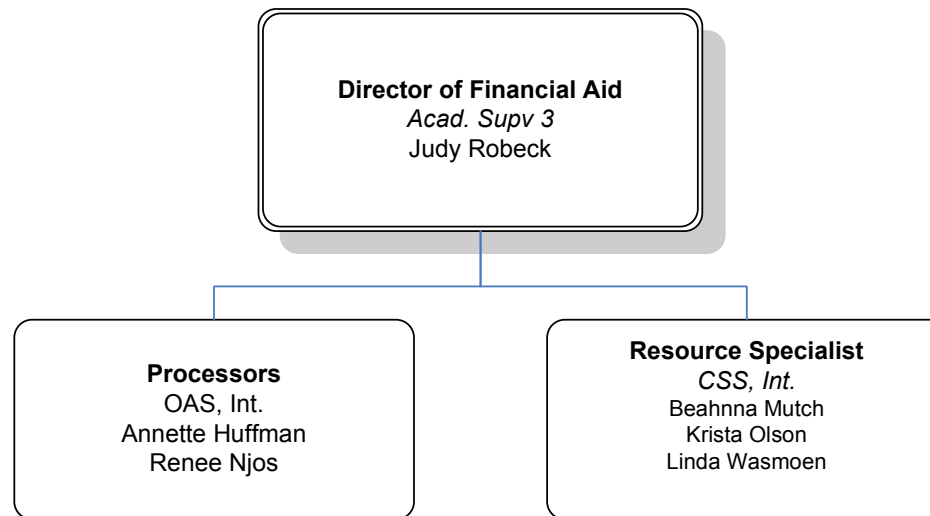 Director of Financial Aid
Acad. Supv 3
Judy Robeck
Processors
OAS, Int.
Annette Huffman
Renee Njos
Resource Specialist
CSS, Int.
Beahnna Mutch
Krista Olson
Linda Wasmoen